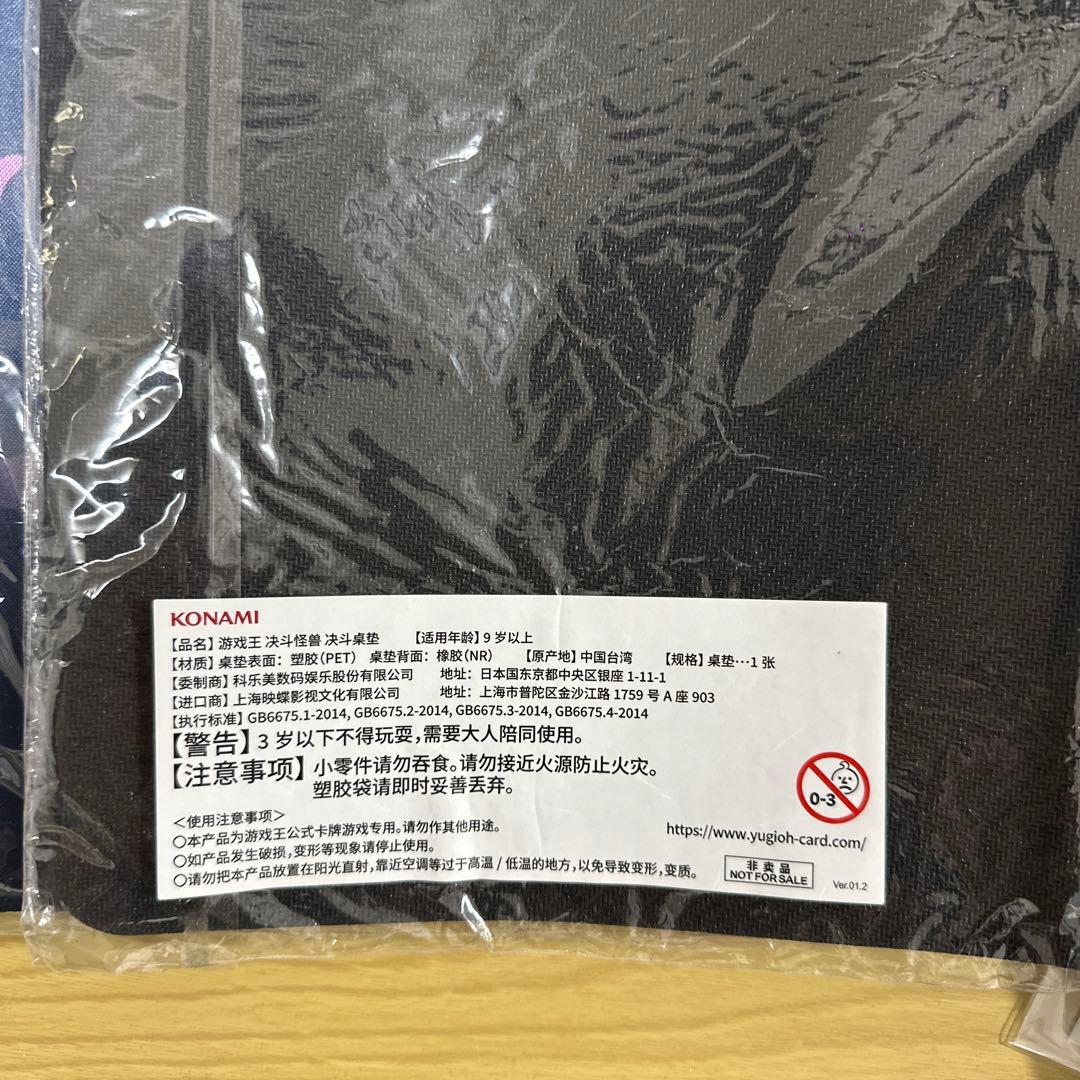 KONAMI
【品名】游戏王 决斗怪兽 决斗桌垫 【适用年龄】9 岁以上
【材质】桌垫表面：塑胶(PET) 桌垫背面：橡胶(NR) 【原产地】中国台湾 【规格】桌垫…1 张
【委制商】科乐美数码娱乐股份有限公司 地址：日本国东京都中央区银座 1-11-1
【进口商】上海映蝶影视文化有限公司 地址：上海市普陀区金沙江路 1759 号 A 座 903
【执行标准】GB6675.1-2014, GB6675.2-2014, GB6675.3-2014, GB6675.4-2014
【警告】3 岁以下不得玩耍,需要大人陪同使用。
【注意事项】小零件请勿吞食。请勿接近火源防止火灾。
塑胶袋请即时妥善丢弃。
0-3
<使用注意事项>
○本产品为游戏王公式卡牌游戏专用。请勿作其他用途。
○如产品发生破损,变形等现象请停止使用。
○请勿把本产品放置在阳光直射,靠近空调等过于高温 / 低温的地方,以免导致变形,变质。
https://www.yugioh-card.com/
非卖品
NOT FOR SALE
Ver.01.2